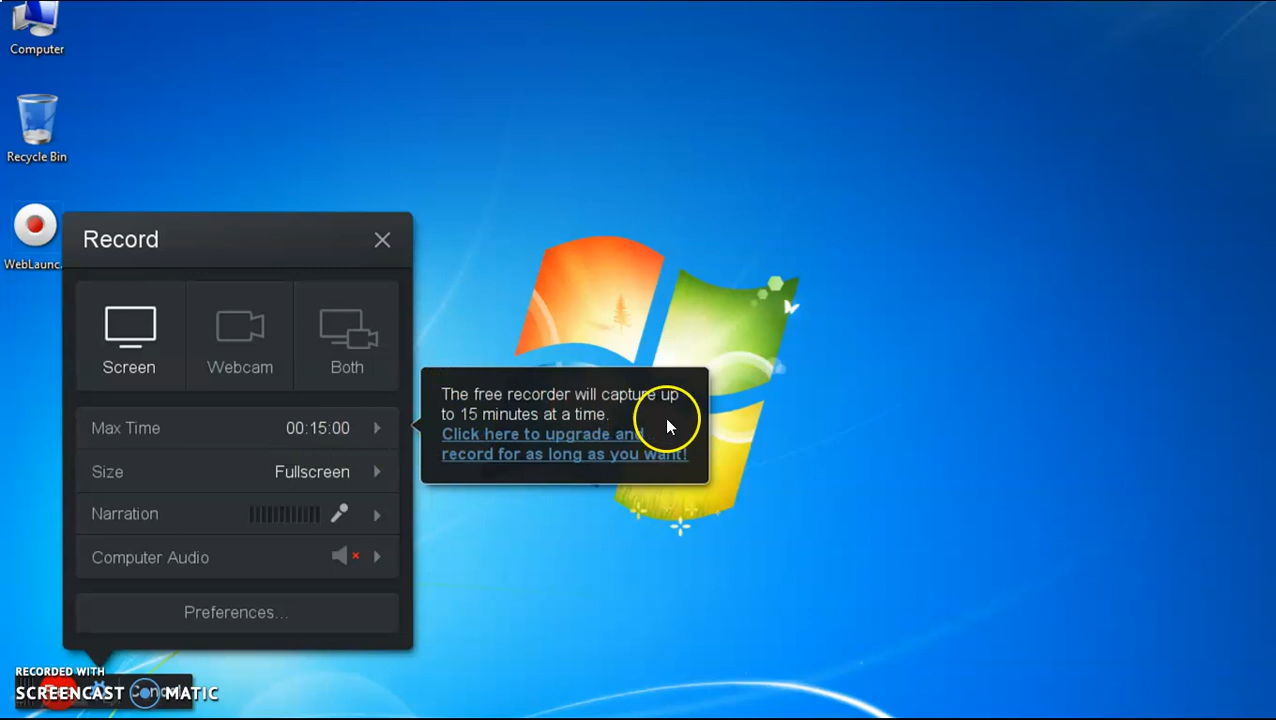 Computer
Recycle Bin
WebLaunc
Record
Screen
Webcam
Both
The free recorder will capture up
to 15 minutes at a time.
Click here to upgrade and
record for as long as you want!
Max Time 00:15:00
Size Fullscreen
Narration
Computer Audio
Preferences...
RECORDED WITH
SCREENCAST MATIC